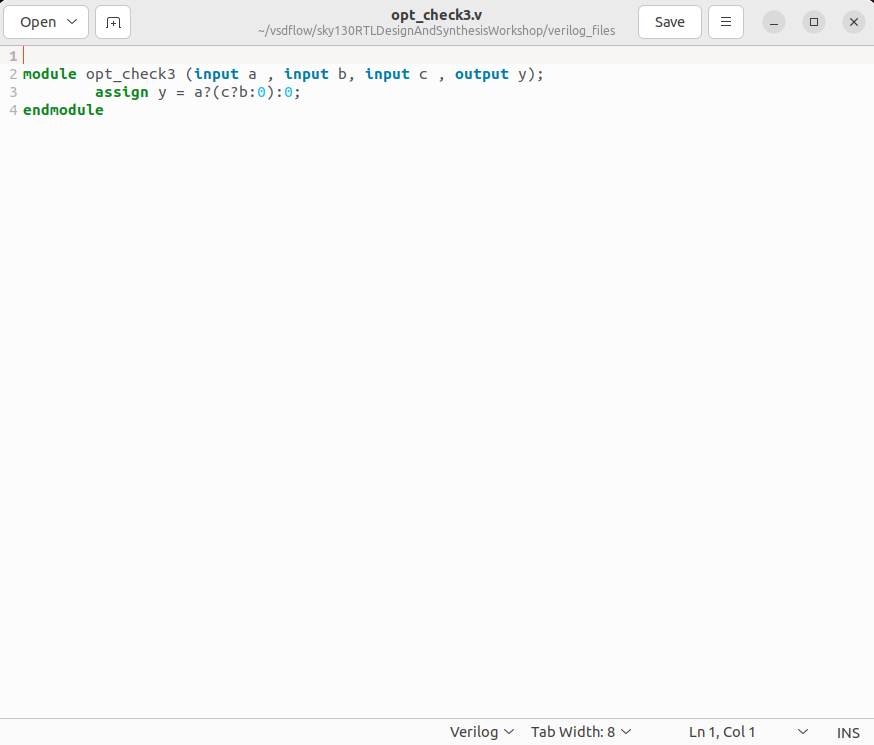 Open
opt_check3.v
~/vsdflow/sky130RTLDesignAndSynthesisWorkshop/verilog_files
Save
1
2 module opt_check3 (input a , input b, input c , output y);
3         assign y = a?(c?b:0):0;
4 endmodule
Verilog Tab Width: 8 Ln 1, Col 1 INS